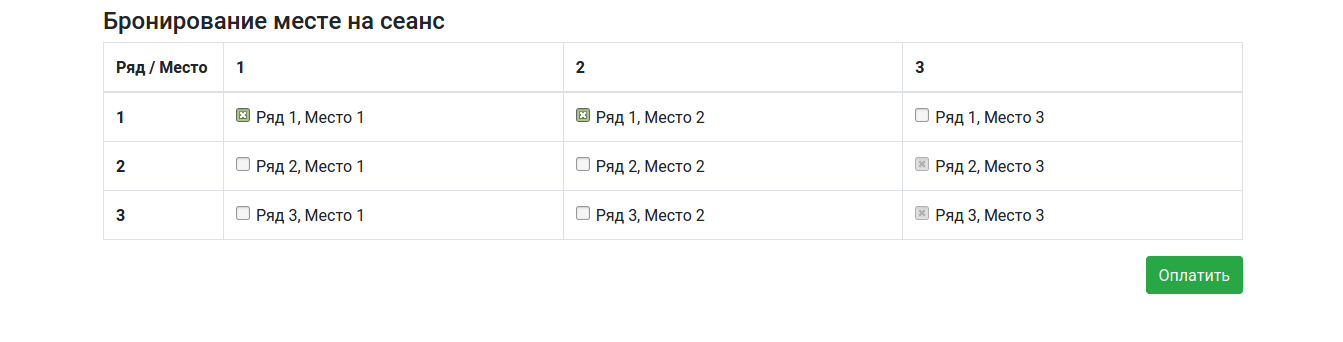 Бронирование месте на сеанс
Ряд / Место 1 2 3
1 Ряд 1, Место 1 Ряд 1, Место 2 Ряд 1, Место 3
2 Ряд 2, Место 1 Ряд 2, Место 2 Ряд 2, Место 3
3 Ряд 3, Место 1 Ряд 3, Место 2 Ряд 3, Место 3
Оплатить